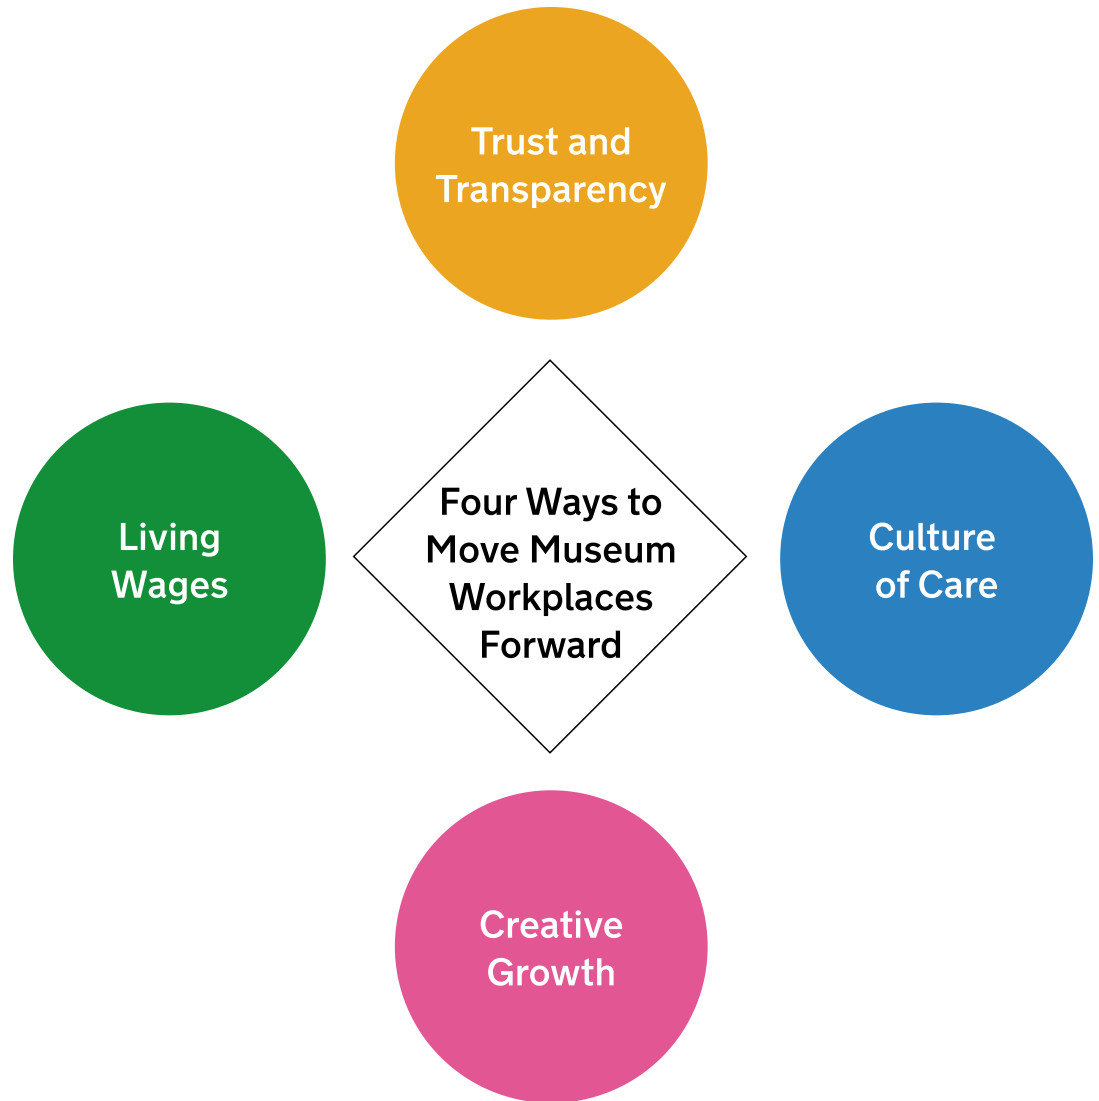 Trust and
Transparency
Living
Wages
Four Ways to
Move Museum
Workplaces
Forward
Culture
of Care
Creative
Growth